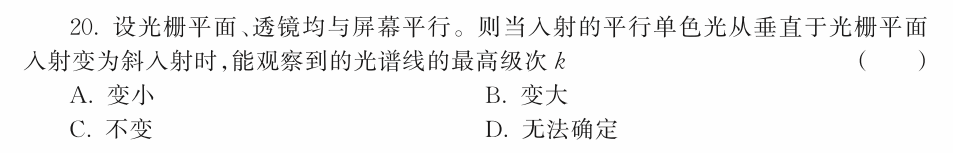 20. 设光栅平面、透镜均与屏幕平行。则当入射的平行单色光从垂直于光栅平面
入射变为斜入射时,能观察到的光谱线的最高级次 k ( )
A. 变小 B. 变大
C. 不变 D. 无法确定